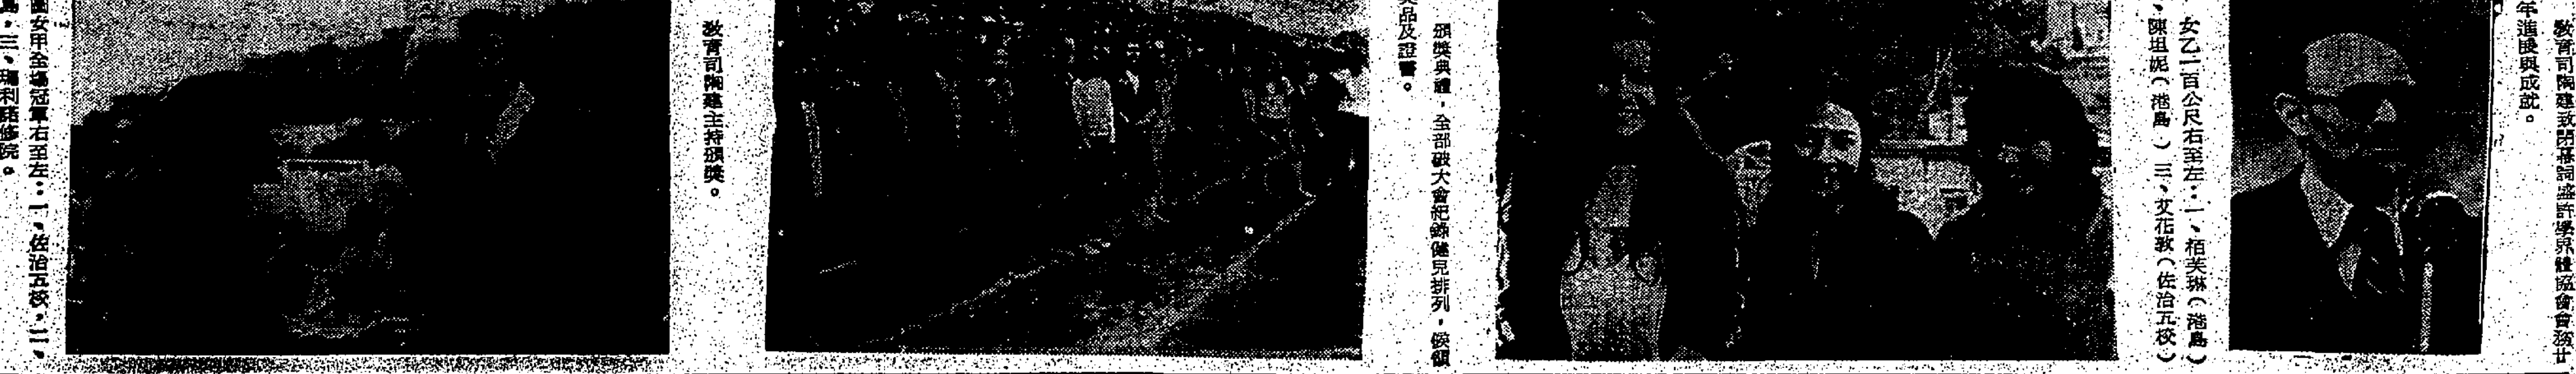 教育司陶建致閉幕詞盛許學界體協會會務廿
年進展與成就。
女乙一百公尺右至左：一、栢芙琳（港島）
、陳坦妮（港島）三、艾花敦（佐治五校）
頒獎典禮，全部破大會紀錄健兒排列，候領
獎品及證書。
教育司陶建主持頒獎。
園女甲全場冠軍右至左：一、佐治五校，二、
島，三、瑪利諾修院。